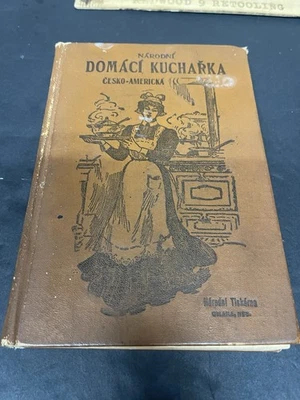 NÁRODNÍ
DOMÁCÍ KUCHAŘKA
ČESKO-AMERICKÁ
Národní Tiskárna
OMAHA, NEB.